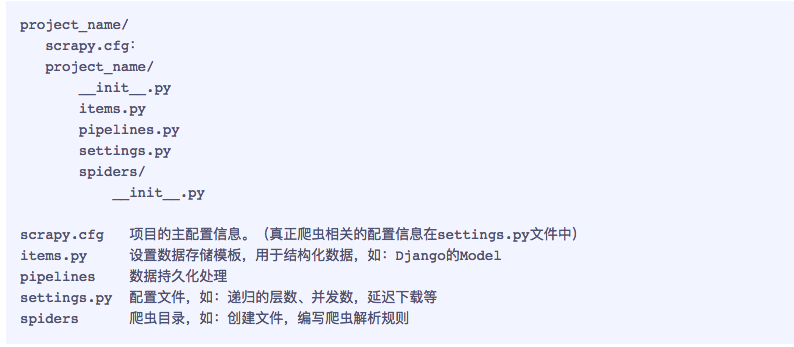 project_name/
scrapy.cfg:
project_name/
__init__.py
items.py
pipelines.py
settings.py
spiders/
__init__.py
scrapy.cfg 项目的主配置信息。（真正爬虫相关的配置信息在settings.py文件中）
items.py 设置数据存储模板，用于结构化数据，如：Django的Model
pipelines 数据持久化处理
settings.py 配置文件，如：递归的层数、并发数，延迟下载等
spiders 爬虫目录，如：创建文件，编写爬虫解析规则